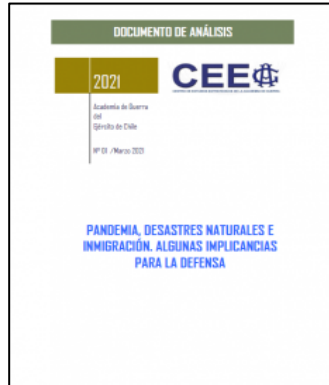 DOCUMENTO DE ANÁLISIS
2021
CEE
Academia de Guerra
del
Ejército de Chile
Nº 01 /Marzo 2021
PANDEMIA, DESASTRES NATURALES E
INMIGRACIÓN. ALGUNAS IMPLICANCIAS
PARA LA DEFENSA